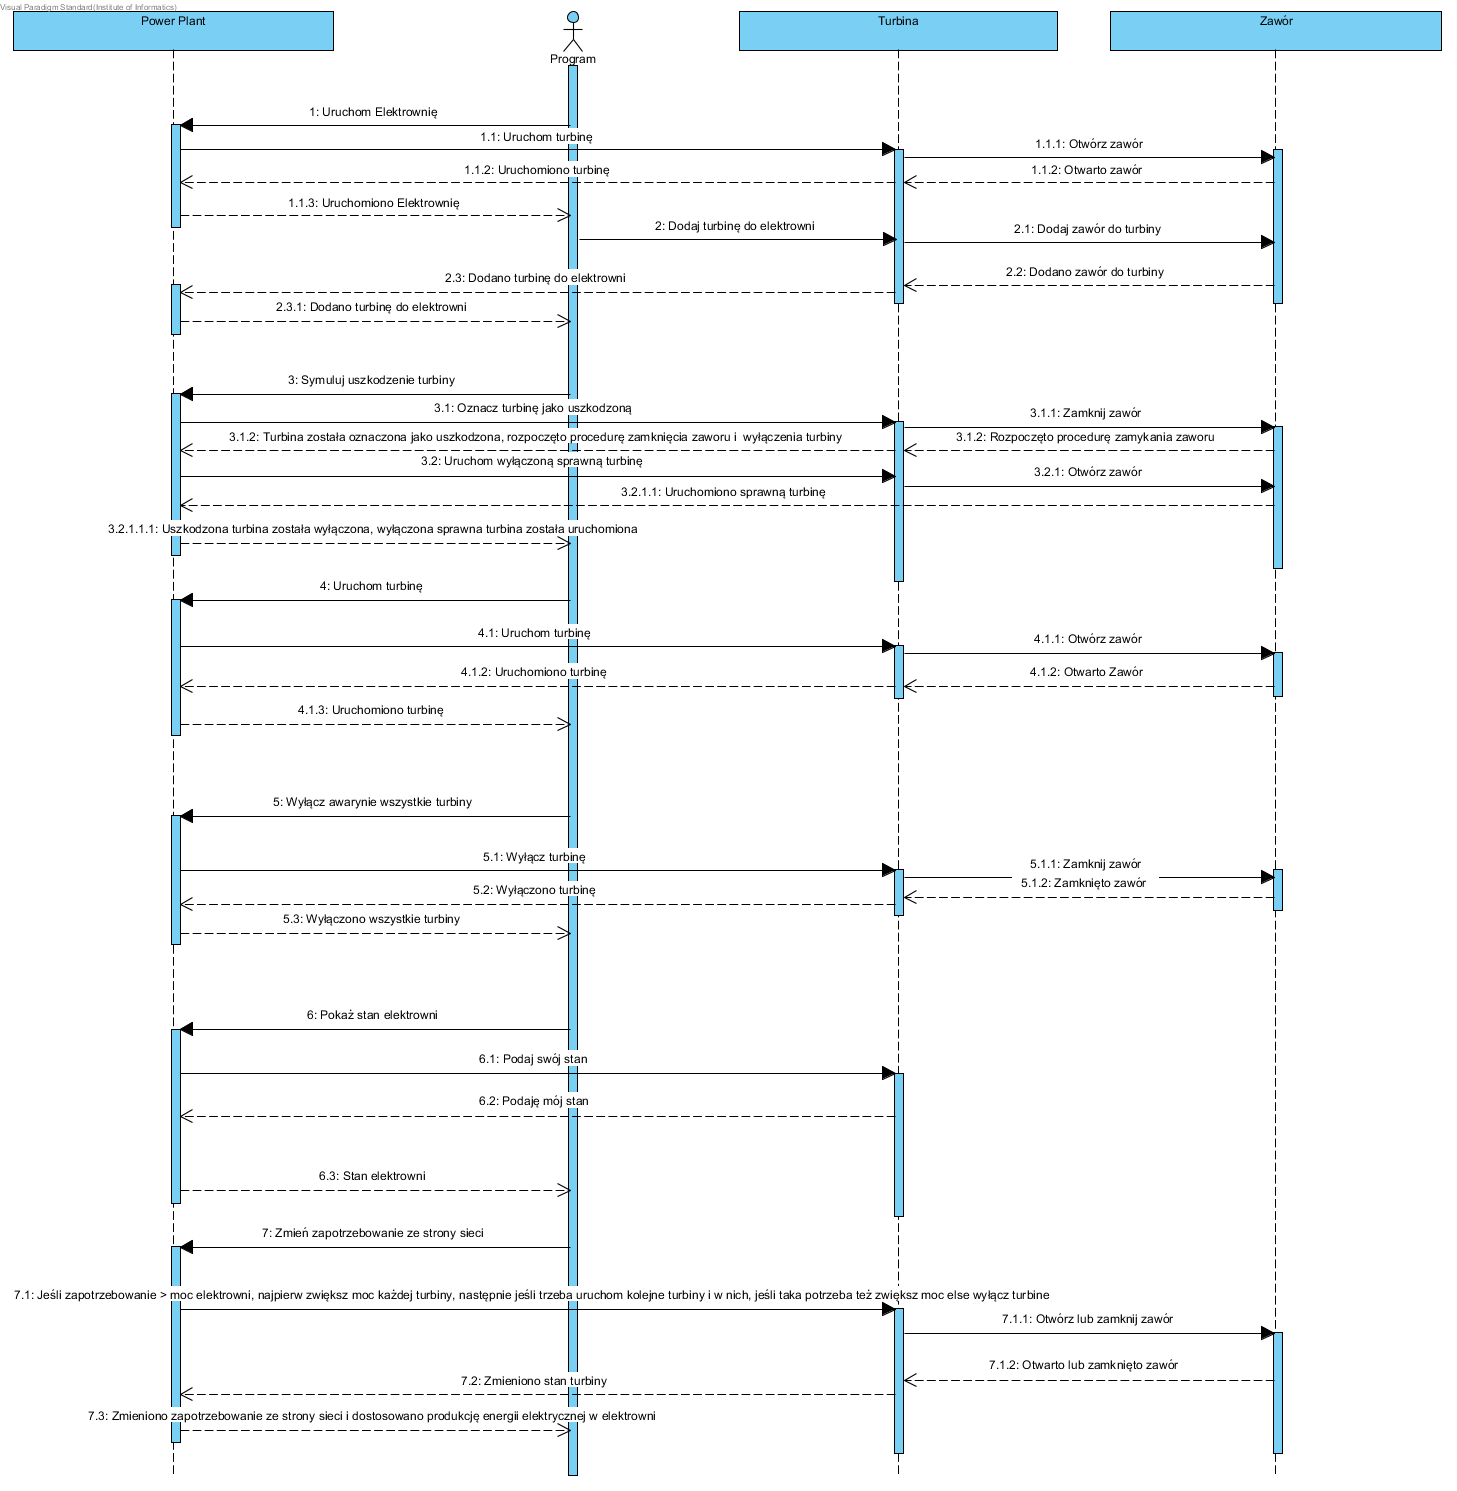 Visual Paradigm Standard(Institute of Informatics)
Power Plant
Program
Turbina
Zawór
1: Uruchom Elektrownię
1.1: Uruchom turbinę
1.1.1: Otwórz zawór
1.1.2: Uruchomiono turbinę
1.1.2: Otwarto zawór
1.1.3: Uruchomiono Elektrownię
2: Dodaj turbinę do elektrowni
2.1: Dodaj zawór do turbiny
2.2: Dodano zawór do turbiny
2.3: Dodano turbinę do elektrowni
2.3.1: Dodano turbinę do elektrowni
3: Symuluj uszkodzenie turbiny
3.1: Oznacz turbinę jako uszkodzoną
3.1.1: Zamknij zawór
3.1.2: Turbina została oznaczona jako uszkodzona, rozpoczęto procedurę zamknięcia zaworu i  wyłączenia turbiny
3.1.2: Rozpoczęto procedurę zamykania zaworu
3.2: Uruchom wyłączoną sprawną turbinę
3.2.1: Otwórz zawór
3.2.1.1: Uruchomiono sprawną turbinę
3.2.1.1.1: Uszkodzona turbina została wyłączona, wyłączona sprawna turbina została uruchomiona
4: Uruchom turbinę
4.1: Uruchom turbinę
4.1.1: Otwórz zawór
4.1.2: Uruchomiono turbinę
4.1.2: Otwarto Zawór
4.1.3: Uruchomiono turbinę
5: Wyłącz awarynie wszystkie turbiny
5.1: Wyłącz turbinę
5.1.1: Zamknij zawór
5.1.2: Zamknięto zawór
5.2: Wyłączono turbinę
5.3: Wyłączono wszystkie turbiny
6: Pokaż stan elektrowni
6.1: Podaj swój stan
6.2: Podaję mój stan
6.3: Stan elektrowni
7: Zmień zapotrzebowanie ze strony sieci
7.1: Jeśli zapotrzebowanie > moc elektrowni, najpierw zwiększ moc każdej turbiny, następnie jeśli trzeba uruchom kolejne turbiny i w nich, jeśli taka potrzeba też zwiększ moc else wyłącz turbine
7.1.1: Otwórz lub zamknij zawór
7.1.2: Otwarto lub zamknięto zawór
7.2: Zmieniono stan turbiny
7.3: Zmieniono zapotrzebowanie ze strony sieci i dostosowano produkcję energii elektrycznej w elektrowni